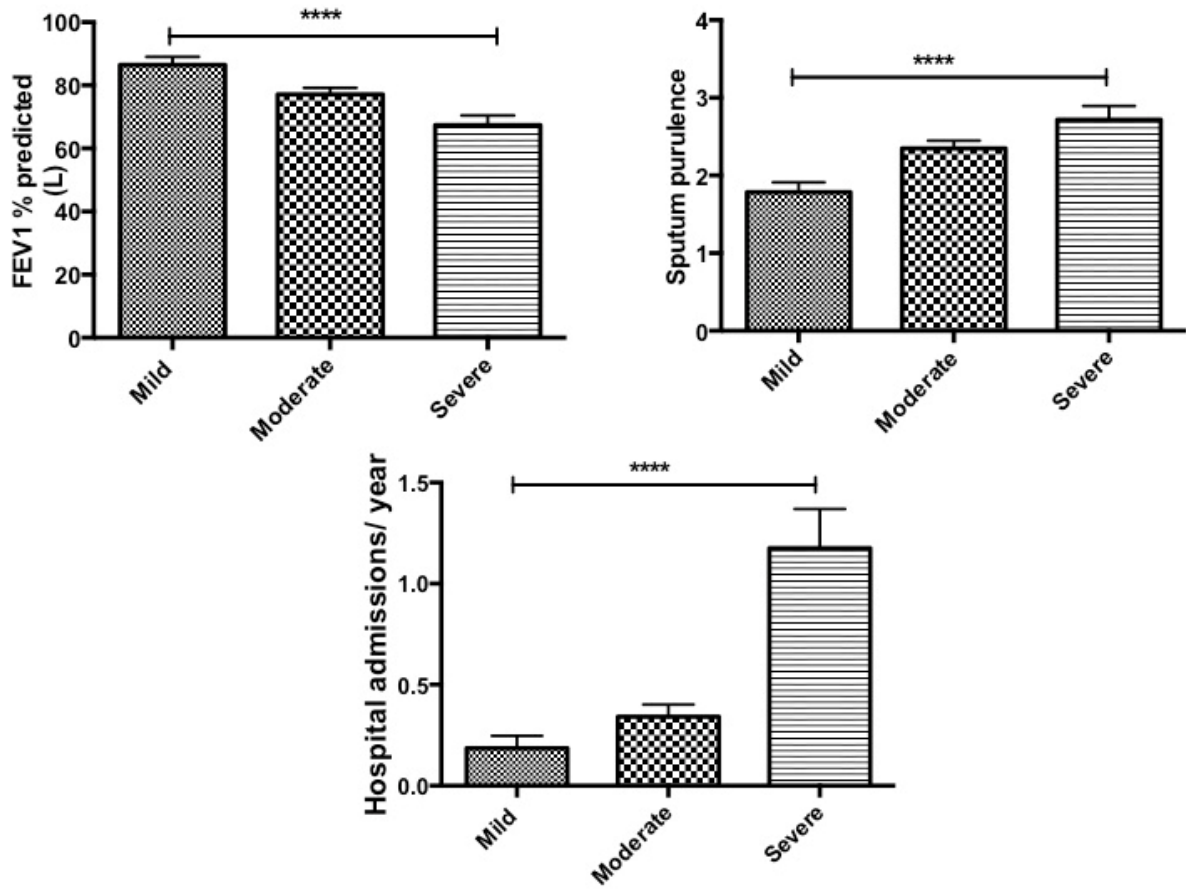 FEV1 % predicted
(L)
100
80
60
40
20
0
****
Mild
Moderate
Severe
Sputum purulence
4
3
2
1
0
****
Mild
Moderate
Severe
Hospital admissions/ year
1.5
1.0
0.5
0.0
****
Mild
Moderate
Severe